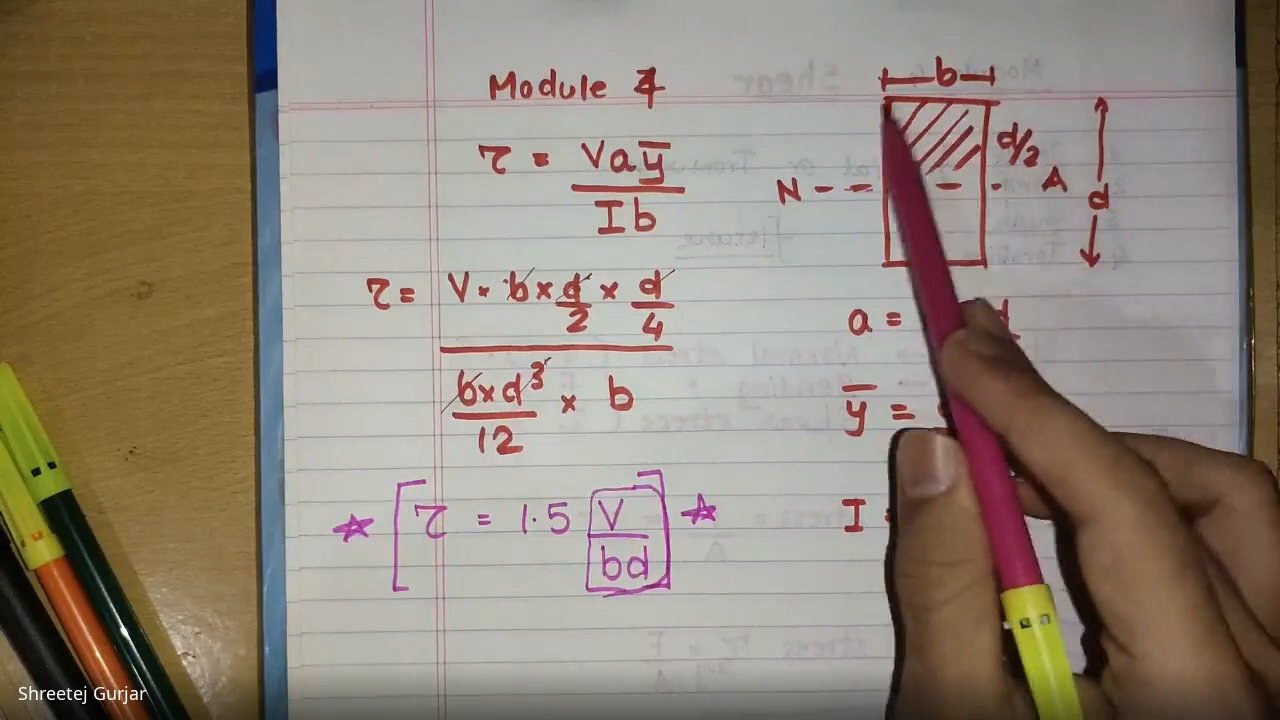 Module 4
τ = Vaȳ
Ib
τ = V × b × d/2 × d/4
b×d³/12 × b
★ [τ = 1.5 V/bd] ★
b
d/2
N - - - - A
d
a =
ȳ =
I
Shreetej Gurjar